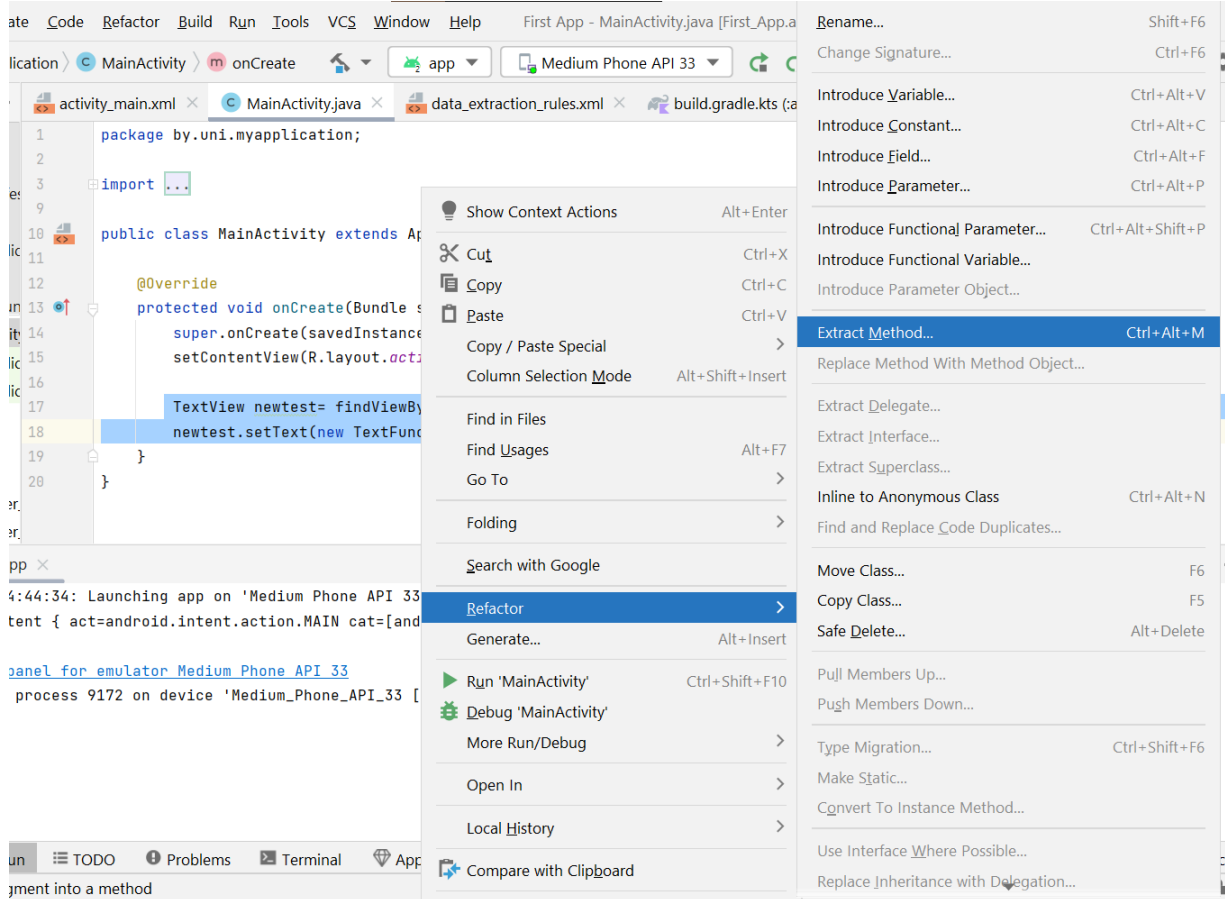 ate Code Refactor Build Run Tools VCS Window Help First App - MainActivity.java [First_App.a
lication MainActivity onCreate app Medium Phone API 33
activity_main.xml MainActivity.java data_extraction_rules.xml build.gradle.kts (:a
1 package by.uni.myapplication;
2
3 import ...
9
10 public class MainActivity extends Ap
11
12 @Override
13 protected void onCreate(Bundle s
14 super.onCreate(savedInstance
15 setContentView(R.layout.acti
16
17 TextView newtest= findViewBy
18 newtest.setText(new TextFunc
19 }
20 }
pp
4:44:34: Launching app on 'Medium Phone API 33
tent { act=android.intent.action.MAIN cat=[and
panel for emulator Medium Phone API 33
process 9172 on device 'Medium_Phone_API_33 [
un TODO Problems Terminal App
gment into a method
Show Context Actions Alt+Enter
Cut Ctrl+X
Copy Ctrl+C
Paste Ctrl+V
Copy / Paste Special
Column Selection Mode Alt+Shift+Insert
Find in Files
Find Usages Alt+F7
Go To
Folding
Search with Google
Refactor
Generate... Alt+Insert
Run 'MainActivity' Ctrl+Shift+F10
Debug 'MainActivity'
More Run/Debug
Open In
Local History
Compare with Clipboard
Rename... Shift+F6
Change Signature... Ctrl+F6
Introduce Variable... Ctrl+Alt+V
Introduce Constant... Ctrl+Alt+C
Introduce Field... Ctrl+Alt+F
Introduce Parameter... Ctrl+Alt+P
Introduce Functional Parameter... Ctrl+Alt+Shift+P
Introduce Functional Variable...
Introduce Parameter Object...
Extract Method... Ctrl+Alt+M
Replace Method With Method Object...
Extract Delegate...
Extract Interface...
Extract Superclass...
Inline to Anonymous Class Ctrl+Alt+N
Find and Replace Code Duplicates...
Move Class... F6
Copy Class... F5
Safe Delete... Alt+Delete
Pull Members Up...
Push Members Down...
Type Migration... Ctrl+Shift+F6
Make Static...
Convert To Instance Method...
Use Interface Where Possible...
Replace Inheritance with Delegation...